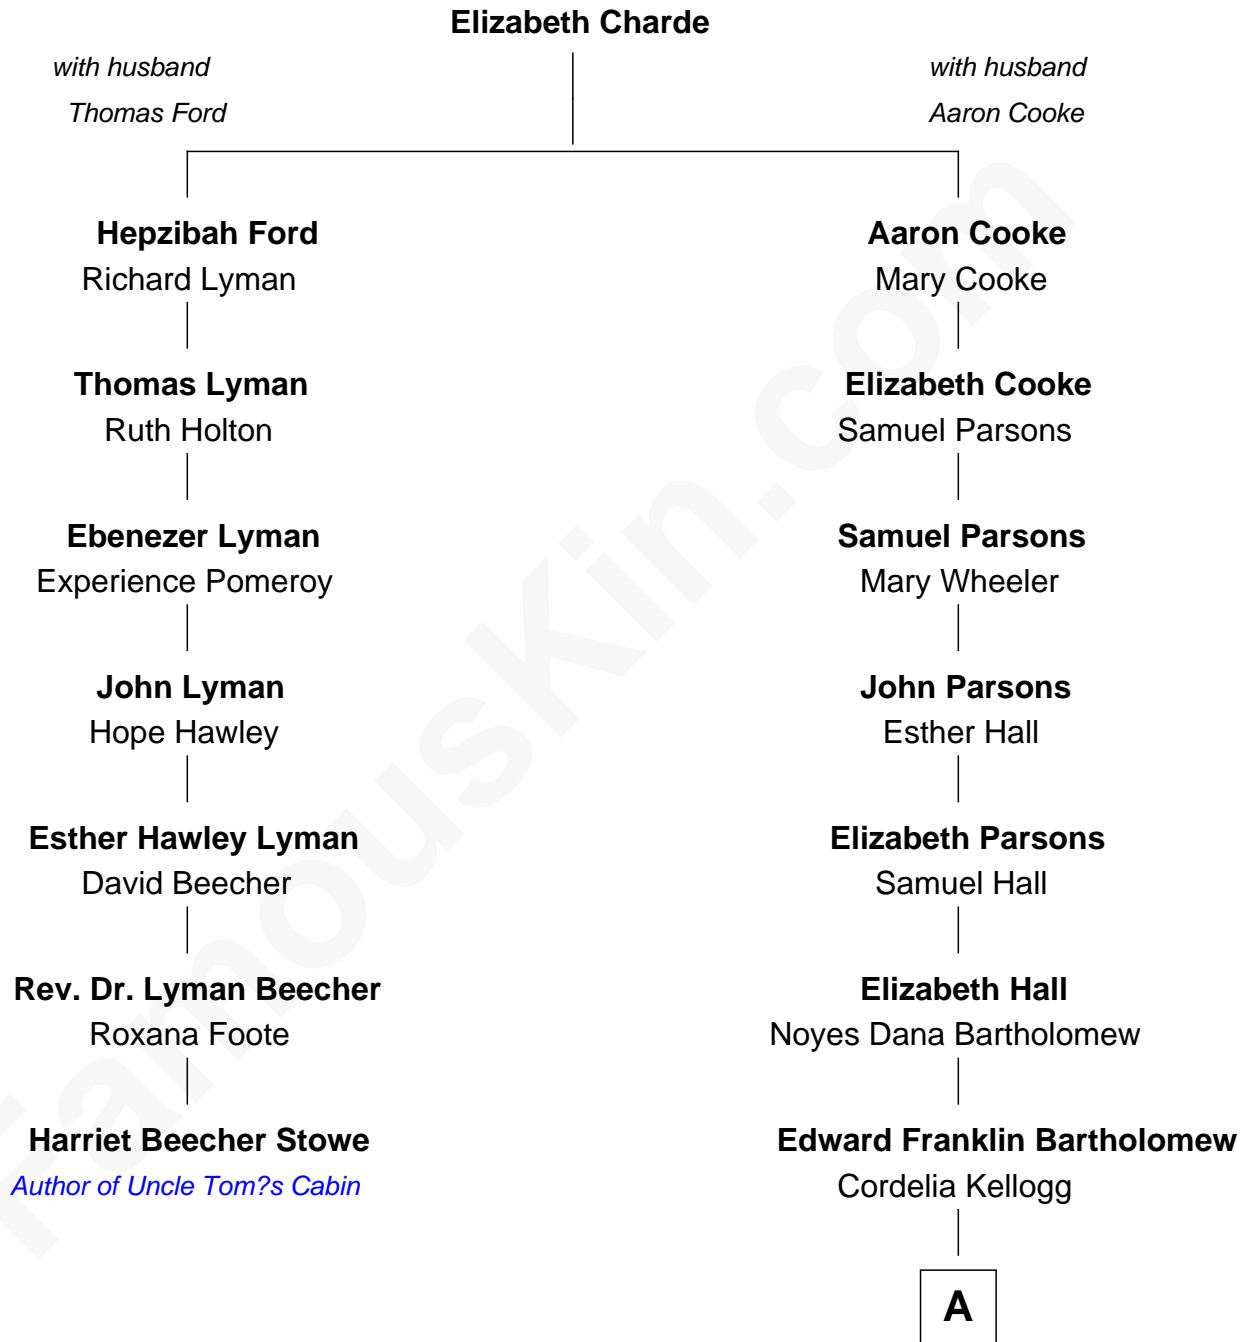 Elizabeth Charde
with husband
Thomas Ford
with husband
Aaron Cooke
Hepzibah Ford
Richard Lyman
Thomas Lyman
Ruth Holton
Ebenezer Lyman
Experience Pomeroy
John Lyman
Hope Hawley
Esther Hawley Lyman
David Beecher
Rev. Dr. Lyman Beecher
Roxana Foote
Harriet Beecher Stowe
Author of Uncle Tom?s Cabin
Aaron Cooke
Mary Cooke
Elizabeth Cooke
Samuel Parsons
Samuel Parsons
Mary Wheeler
John Parsons
Esther Hall
Elizabeth Parsons
Samuel Hall
Elizabeth Hall
Noyes Dana Bartholomew
Edward Franklin Bartholomew
Cordelia Kellogg
A
FamousKin.com